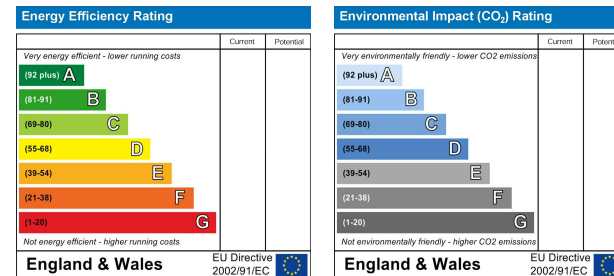 Energy Efficiency Rating
Current Potential
Very energy efficient - lower running costs
(92 plus) A
(81-91) B
(69-80) C
(55-68) D
(39-54) E
(21-38) F
(1-20) G
Not energy efficient - higher running costs
England & Wales
EU Directive
2002/91/EC
Environmental Impact (CO₂) Rating
Current Potential
Very environmentally friendly - lower CO2 emissions
(92 plus) A
(81-91) B
(69-80) C
(55-68) D
(39-54) E
(21-38) F
(1-20) G
Not environmentally friendly - higher CO2 emissions
England & Wales
EU Directive
2002/91/EC